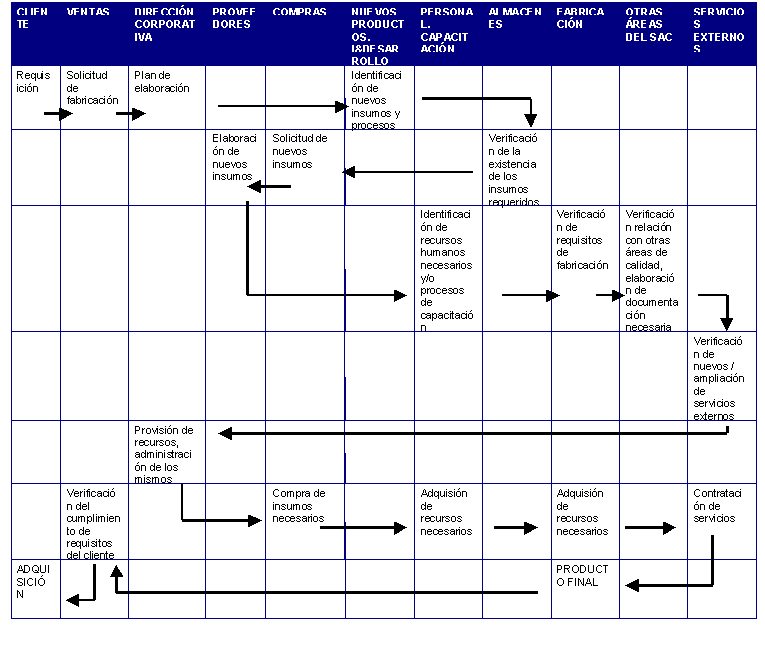 CLIEN
TE
VENTAS
DIRECCIÓN
CORPORAT
IVA
PROVEE
DORES
COMPRAS
NUEVOS
PRODUCT
OS.
I&DESAR
ROLLO
PERSONA
L.
CAPACIT
ACIÓN
ALMACEN
ES
FABRICA
CIÓN
OTRAS
ÁREAS
DEL SAC
SERVICIO
S
EXTERNO
S
Requis
ición
Solicitud
de
fabricación
Plan de
elaboración
Identificaci
ón de
nuevos
insumos y
procesos
Elaboraci
ón de
nuevos
insumos
Solicitud de
nuevos
insumos
Verificació
n de la
existencia
de los
insumos
requeridos
Identificaci
ón de
recursos
humanos
necesarios
y/o
procesos
de
capacitació
n
Verificació
n de
requisitos
de
fabricación
Verificació
n relación
con otras
áreas de
calidad,
elaboració
n de
documenta
ción
necesaria
Verificació
n de
nuevos /
ampliación
de
servicios
externos
Provisión de
recursos,
administraci
ón de los
mismos
Verificació
n del
cumplimie
nto de
requisitos
del cliente
Compra de
insumos
necesarios
Adquisión
de
recursos
necesarios
Adquisión
de
recursos
necesarios
Contrataci
ón de
servicios
ADQUI
SICIÓ
N
PRODUCT
O FINAL